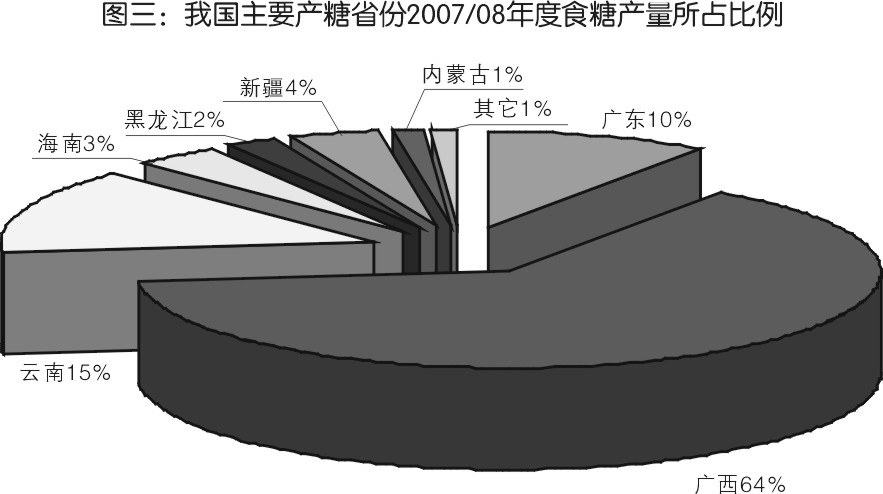 图三：我国主要产糖省份2007/08年度食糖产量所占比例
内蒙古1%
新疆4%
其它1%
黑龙江2%
广东10%
海南3%
云南15%
广西64%